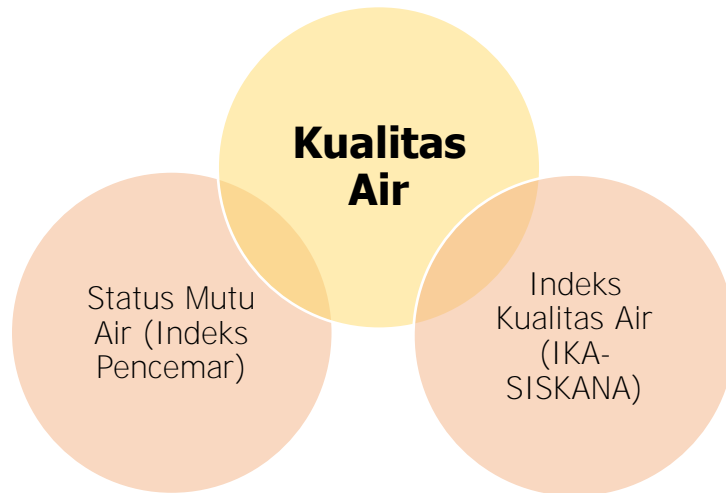 Kualitas
Air
Status Mutu
Air (Indeks
Pencemar)
Indeks
Kualitas Air
(IKA-
SISKANA)